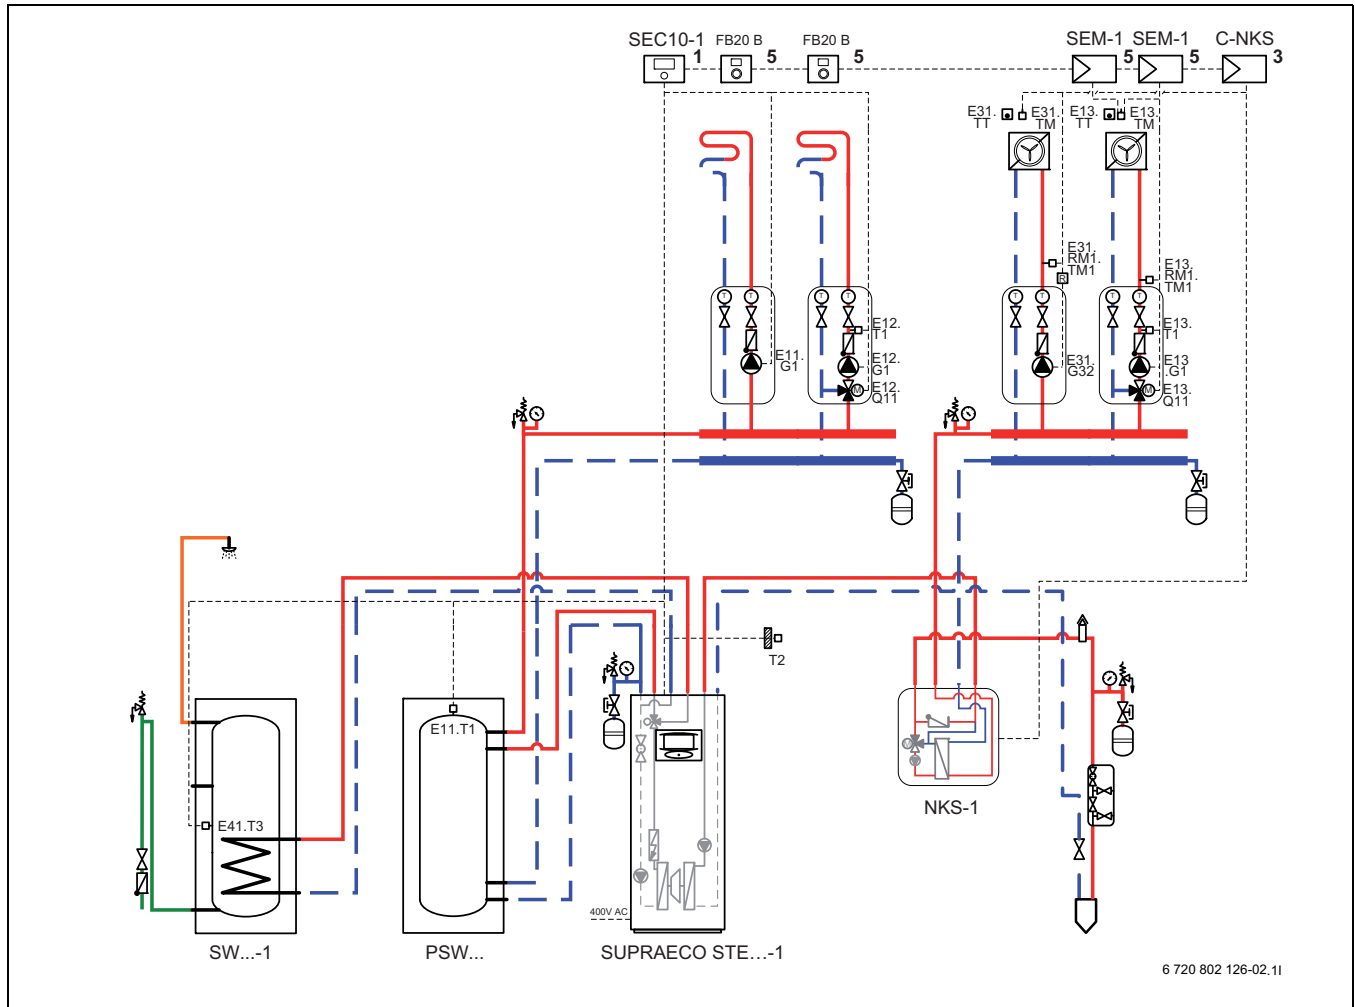 SEC10-1
1
FB20 B
5
FB20 B
5
SEM-1
5
SEM-1
5
C-NKS
3
E31.
TT
E31.
TM
E13.
TT
E13.
TM
E31.
RM1.
TM1
R
E13.
RM1.
TM1
T
T
T
T
T
T
T
T
E12.
T1
E13.
T1
E11.
G1
E12.
G1
E31.
G32
E13
.G1
M
E12.
Q11
M
E13.
Q11
T2
E11.T1
M
E41.T3
NKS-1
400V AC
SW...-1
PSW...
SUPRAECO STE...-1
6 720 802 126-02.1I